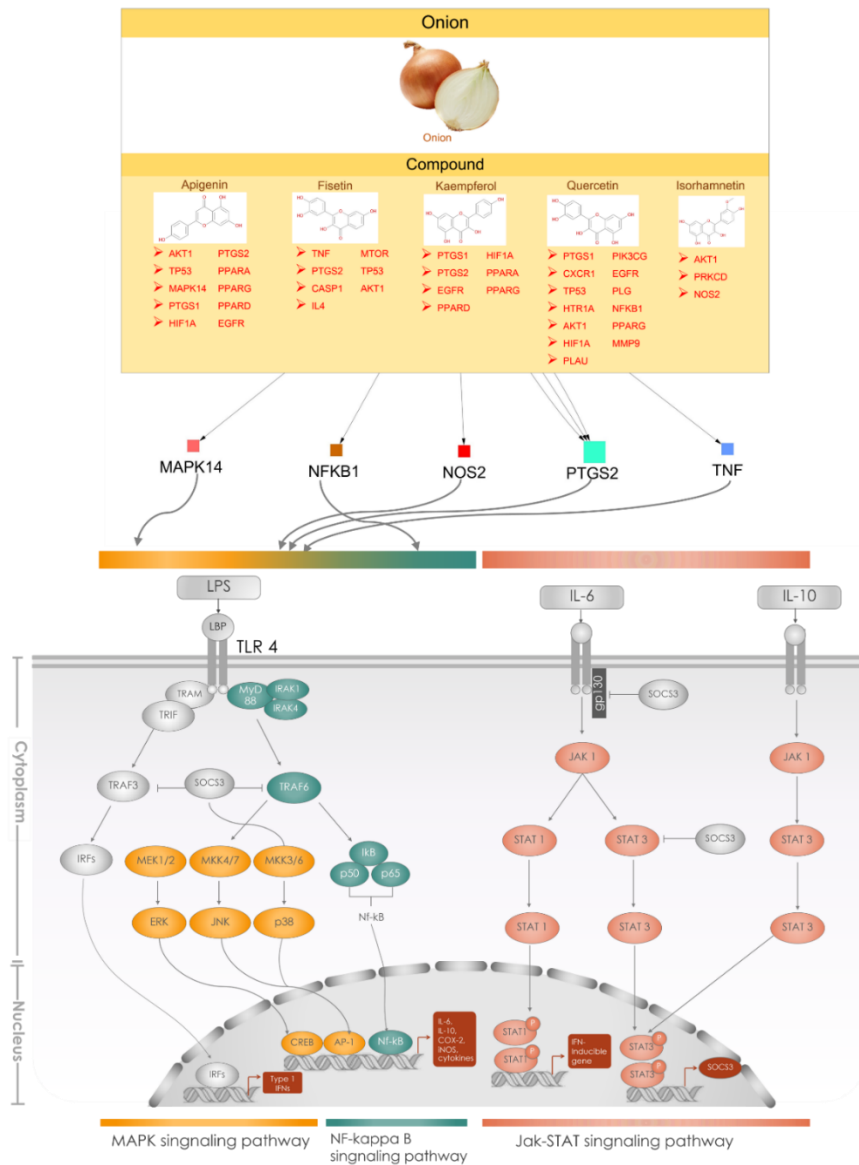 Onion
Onion
Compound
Apigenin
Fisetin
Kaempferol
Quercetin
Isorhamnetin
AKT1 PTGS2
TP53 PPARA
MAPK14 PPARG
PTGS1 PPARD
HIF1A EGFR
TNF MTOR
PTGS2 TP53
CASP1 AKT1
IL4
PTGS1 HIF1A
PTGS2 PPARA
EGFR PPARG
PPARD
PTGS1 PIK3CG
CXCR1 EGFR
TP53 PLG
HTR1A NFKB1
AKT1 PPARG
HIF1A MMP9
PLAU
AKT1
PRKCD
NOS2
MAPK14
NFKB1
NOS2
PTGS2
TNF
LPS
IL-6
IL-10
LBP
TLR 4
TRAM
MyD
88
IRAK1
IRAK4
TRIF
gp130
SOCS3
Cytoplasm
JAK 1
JAK 1
TRAF3
SOCS3
TRAF6
IRFs
MEK1/2
MKK4/7
MKK3/6
IkB
p50
p65
STAT 1
STAT 3
SOCS3
STAT 3
ERK
JNK
p38
Nf-kB
STAT 1
STAT 3
STAT 3
Nucleus
CREB
AP-1
Nf-kB
IL-6,
IL-10,
COX-2,
iNOS,
cytokines
STAT1
P
STAT1
P
IFN-
inducible
gene
STAT3
P
STAT3
P
SOCS3
IRFs
Type 1
IFNs
MAPK singnaling pathway
NF-kappa B
singnaling pathway
Jak-STAT singnaling pathway